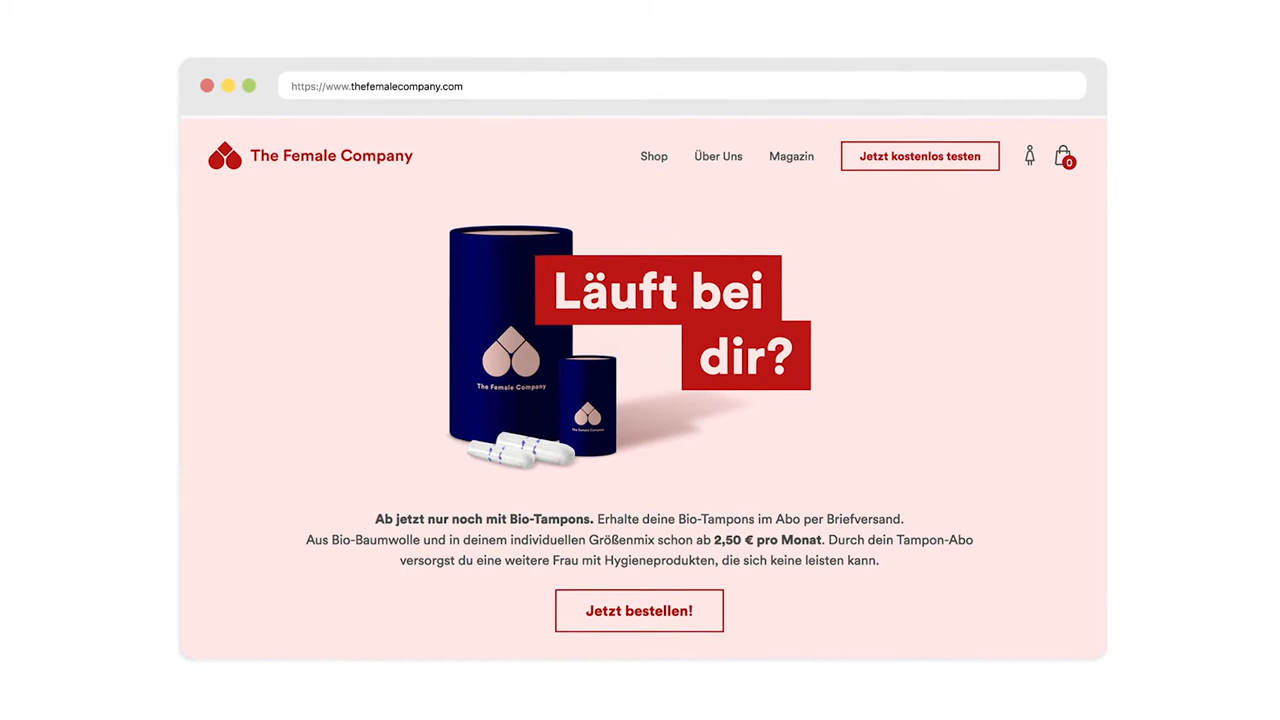 https://www.thefemalecompany.com
The Female Company
Shop
Über Uns
Magazin
Jetzt kostenlos testen
0
Läuft bei
dir?
The Female Company
The Female Company
Ab jetzt nur noch mit Bio-Tampons. Erhalte deine Bio-Tampons im Abo per Briefversand.
Aus Bio-Baumwolle und in deinem individuellen Größenmix schon ab 2,50 € pro Monat. Durch dein Tampon-Abo
versorgst du eine weitere Frau mit Hygieneprodukten, die sich keine leisten kann.
Jetzt bestellen!